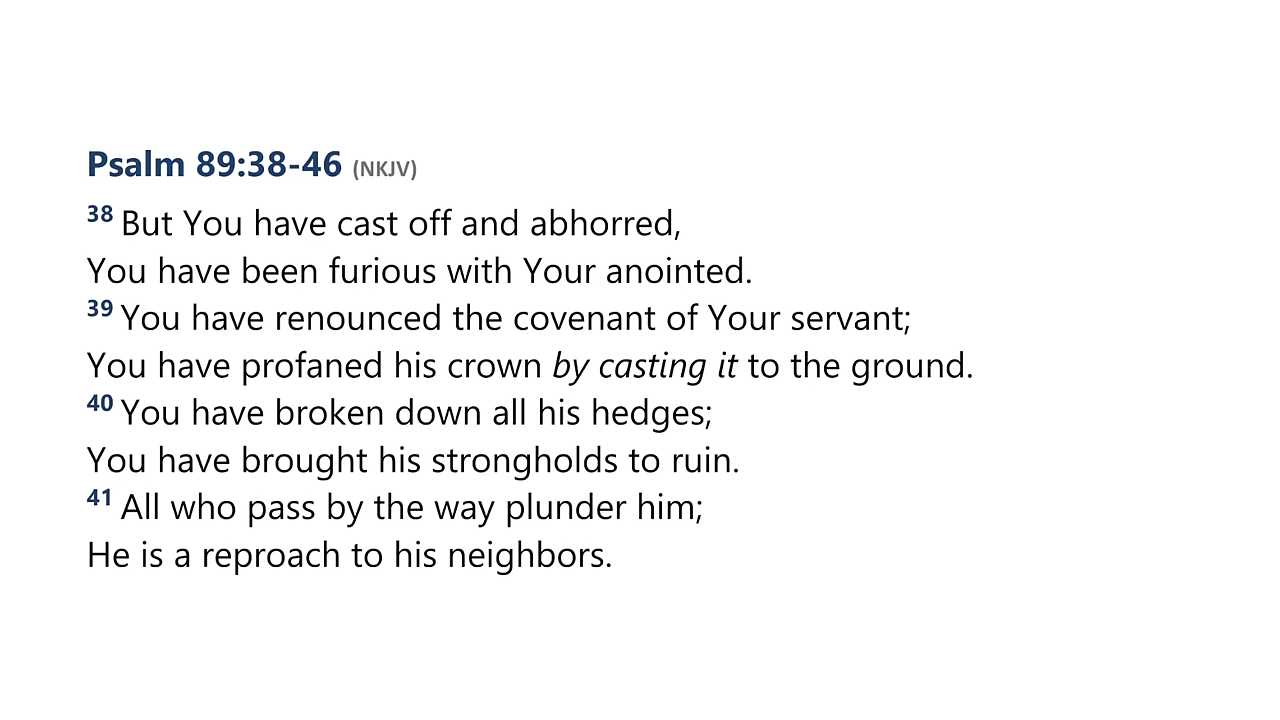 Psalm 89:38-46 (NKJV)
38 But You have cast off and abhorred,
You have been furious with Your anointed.
39 You have renounced the covenant of Your servant;
You have profaned his crown by casting it to the ground.
40 You have broken down all his hedges;
You have brought his strongholds to ruin.
41 All who pass by the way plunder him;
He is a reproach to his neighbors.